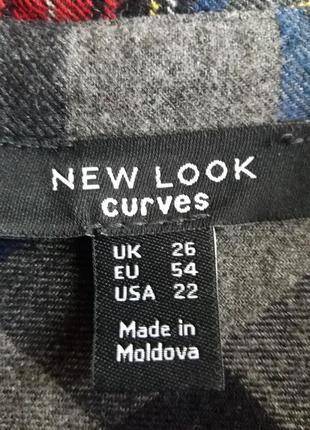 NEW LOOK
curves
UK 26
EU 54
USA 22
Made in
Moldova